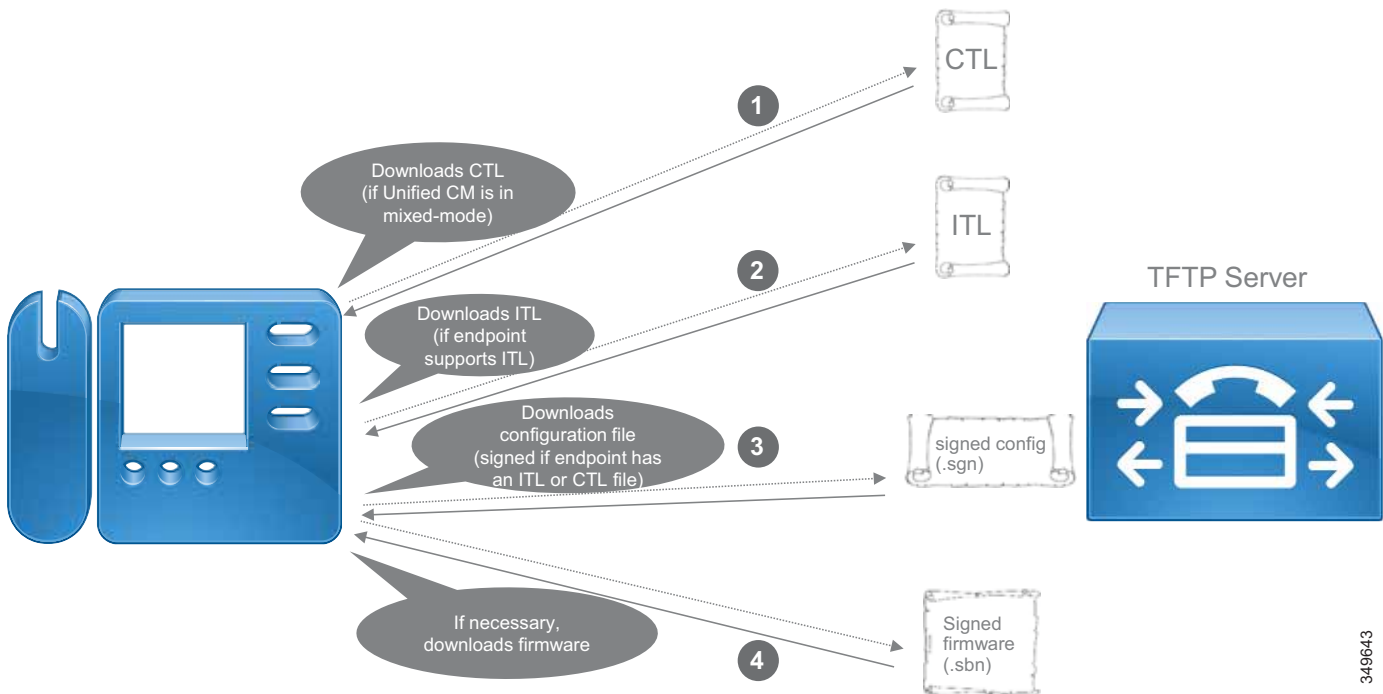 CTL
1
Downloads CTL
(if Unified CM is in
mixed-mode)
ITL
2
TFTP Server
Downloads ITL
(if endpoint
supports ITL)
Downloads
configuration file
(signed if endpoint has
an ITL or CTL file)
3
signed config
(.sgn)
If necessary,
downloads firmware
4
Signed
firmware
(.sbn)
349643